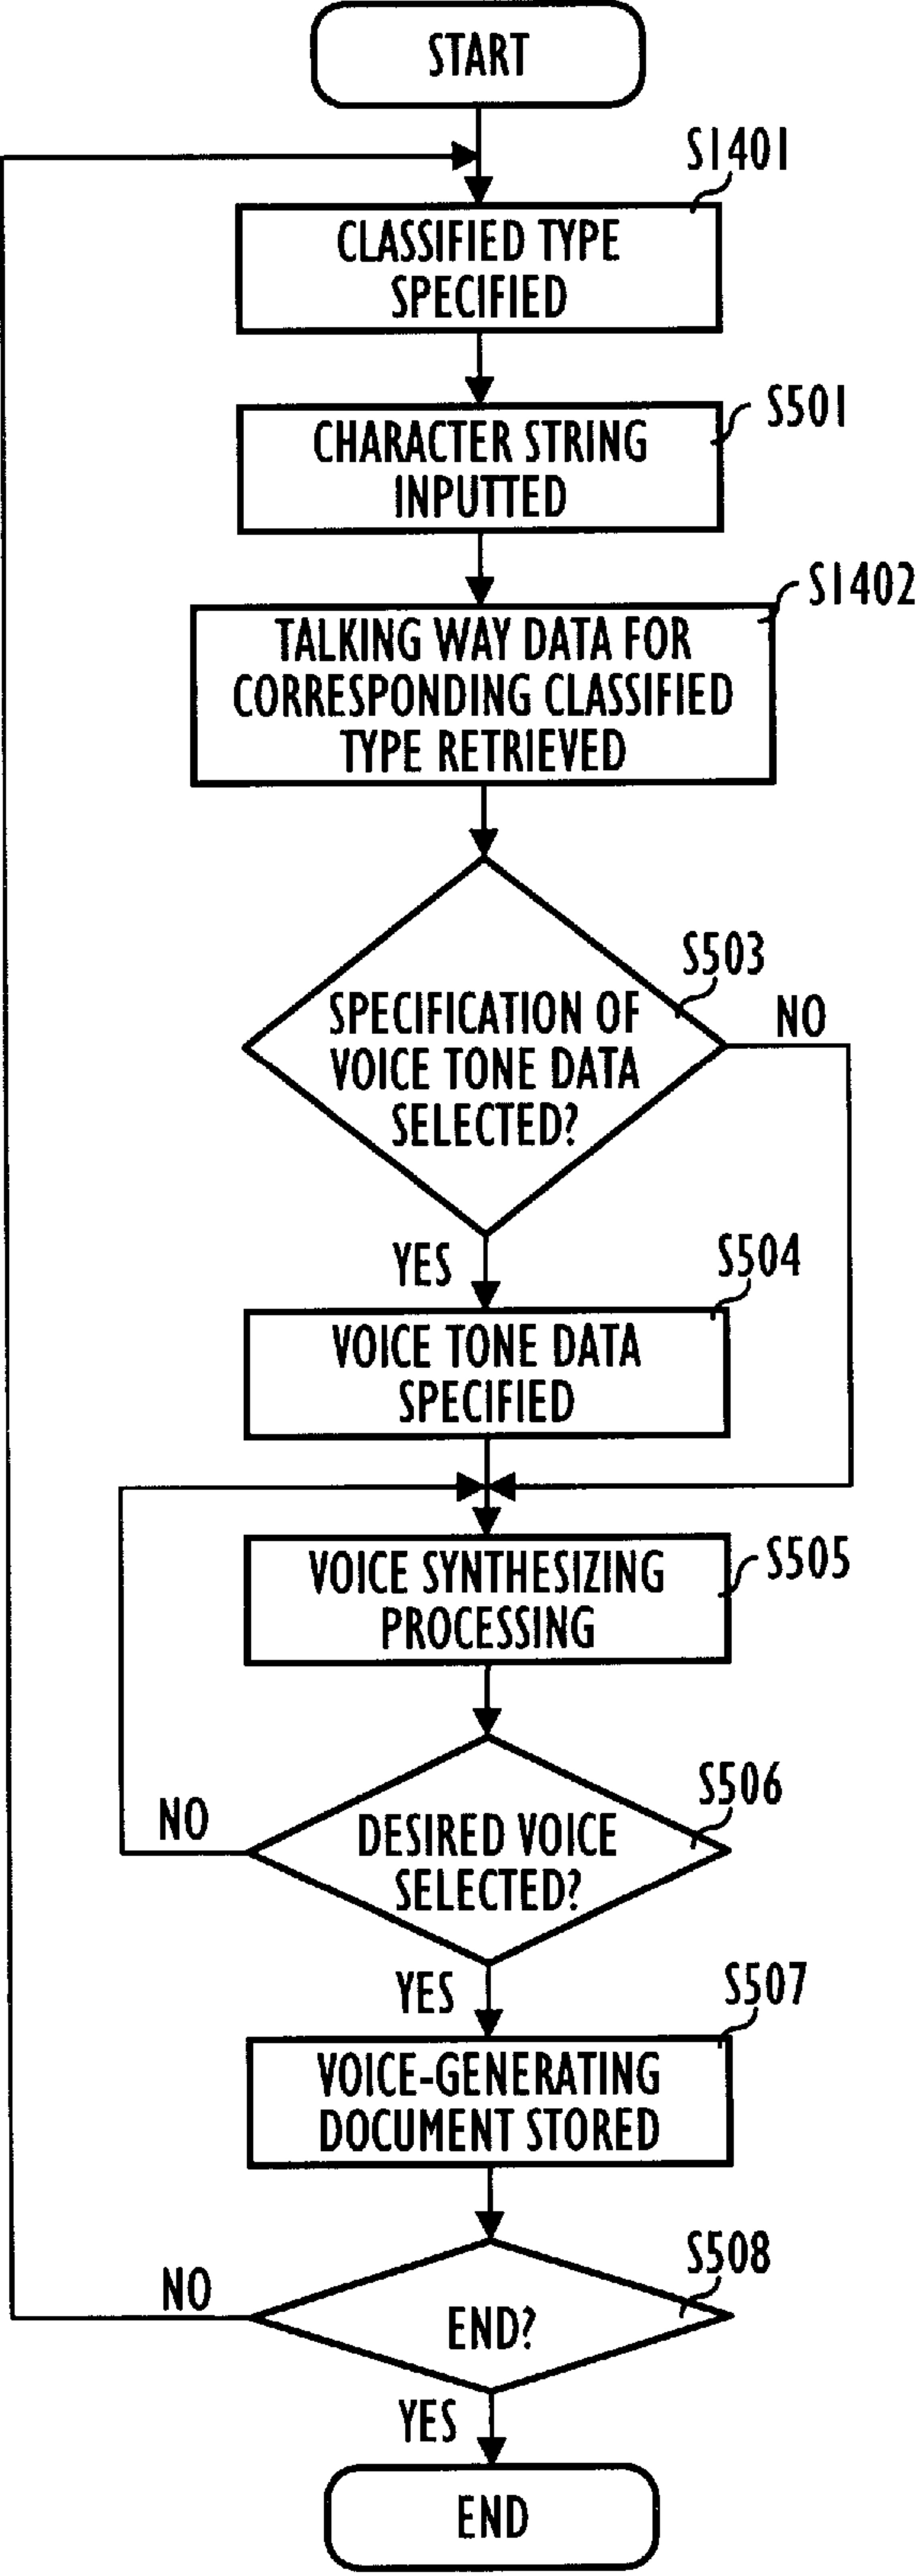 START
S1401
CLASSIFIED TYPE
SPECIFIED
S501
CHARACTER STRING
INPUTTED
S1402
TALKING WAY DATA FOR
CORRESPONDING CLASSIFIED
TYPE RETRIEVED
S503
SPECIFICATION OF
VOICE TONE DATA
SELECTED?
NO
YES
S504
VOICE TONE DATA
SPECIFIED
S505
VOICE SYNTHESIZING
PROCESSING
S506
DESIRED VOICE
SELECTED?
NO
YES
S507
VOICE-GENERATING
DOCUMENT STORED
S508
END?
NO
YES
END